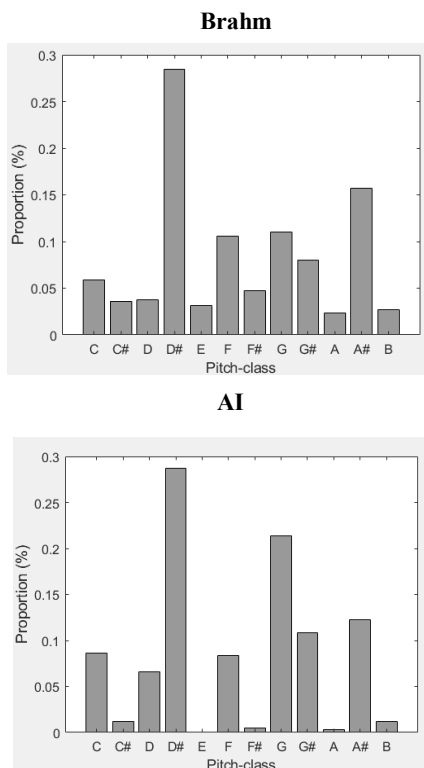 Brahm
0.3
0.25
0.2
0.15
0.1
0.05
0
Proportion (%)
C C# D D# E F F# G G# A A# B
Pitch-class
AI
0.3
0.25
0.2
0.15
0.1
0.05
0
Proportion (%)
C C# D D# E F F# G G# A A# B
Pitch-class